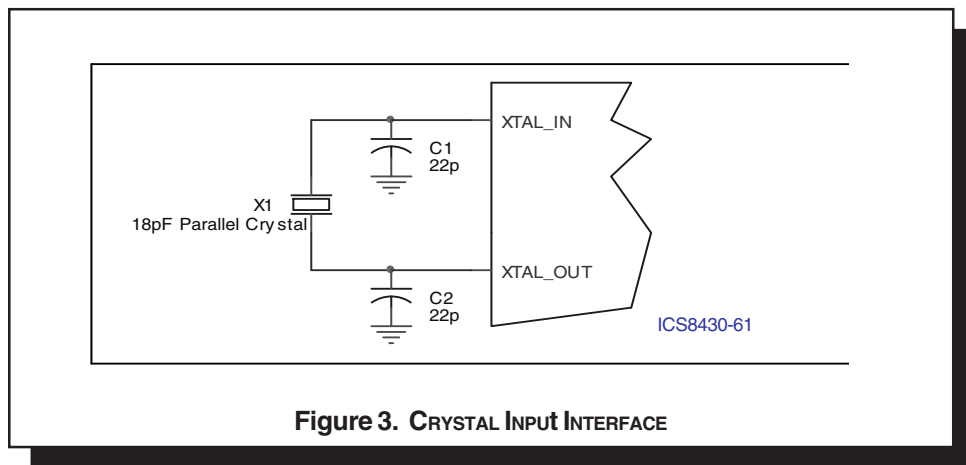 XTAL_IN
C1
22p
X1
18pF Parallel Crystal
XTAL_OUT
C2
22p
ICS8430-61
Figure 3. CRYSTAL INPUt INTERFACE